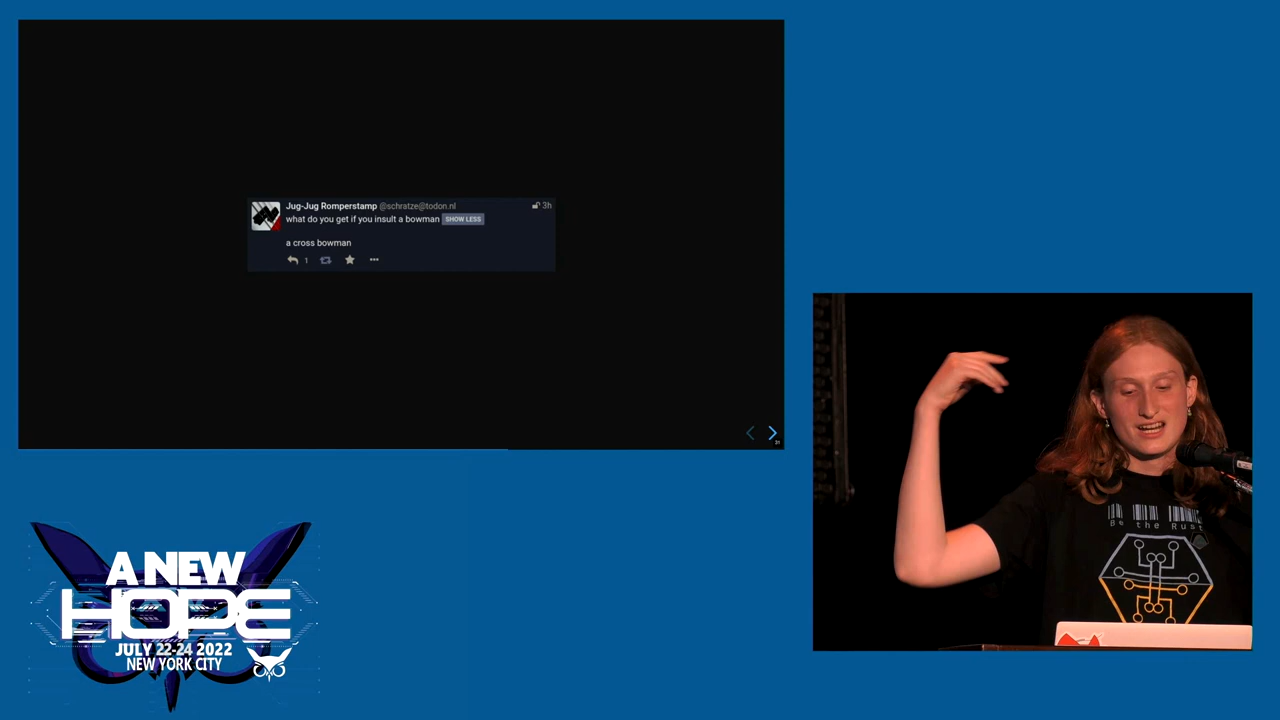 Jug-Jug Romperstamp @schratze@todon.nl 3h
what do you get if you insult a bowman SHOW LESS
a cross bowman
1
31
A NEW
HOPE
JULY 22-24 2022
NEW YORK CITY
Be the Rust